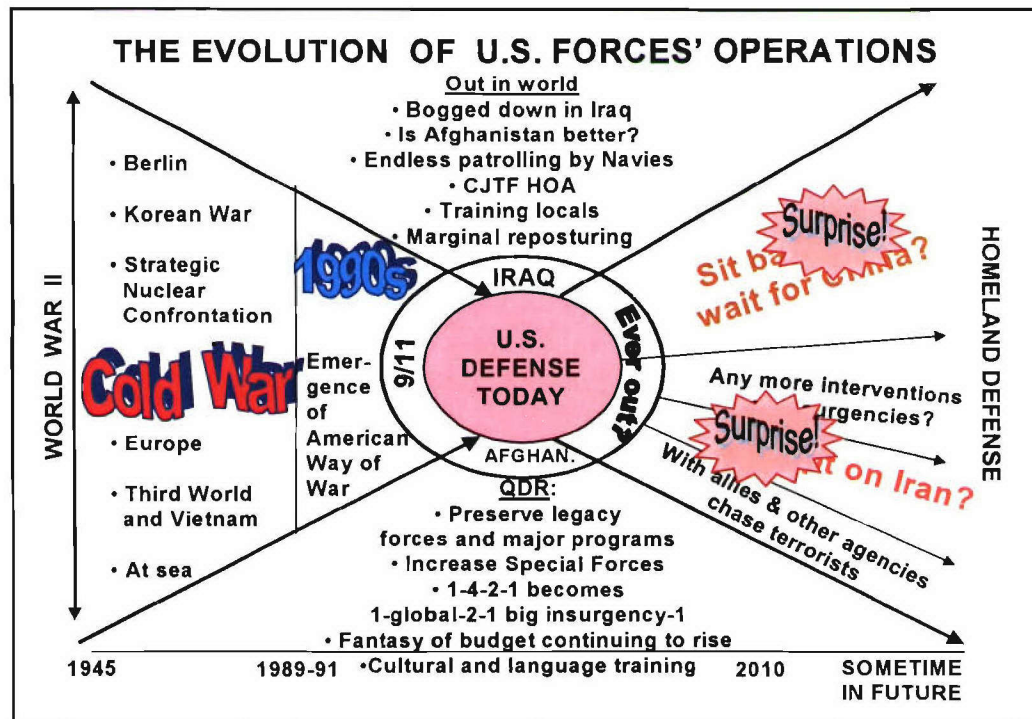 THE EVOLUTION OF U.S. FORCES' OPERATIONS
Out in world
• Bogged down in Iraq
• Is Afghanistan better?
• Endless patrolling by Navies
• CJTF HOA
• Training locals
• Marginal reposturing
WORLD WAR II
• Berlin
• Korean War
• Strategic
Nuclear
Confrontation
Cold War
• Europe
• Third World
and Vietnam
• At sea
1990s
Emer-
gence
of
American
Way of
War
IRAQ
9/11
U.S.
DEFENSE
TODAY
Ever out?
AFGHAN.
Surprise!
Sit
wait for China?
Any more interventions
Surprise!
on Iran?
With allies & other agencies
chase terrorists
HOMELAND DEFENSE
QDR:
• Preserve legacy
forces and major programs
• Increase Special Forces
• 1-4-2-1 becomes
1-global-2-1 big insurgency-1
• Fantasy of budget continuing to rise
•Cultural and language training
1945
1989-91
2010
SOMETIME
IN FUTURE